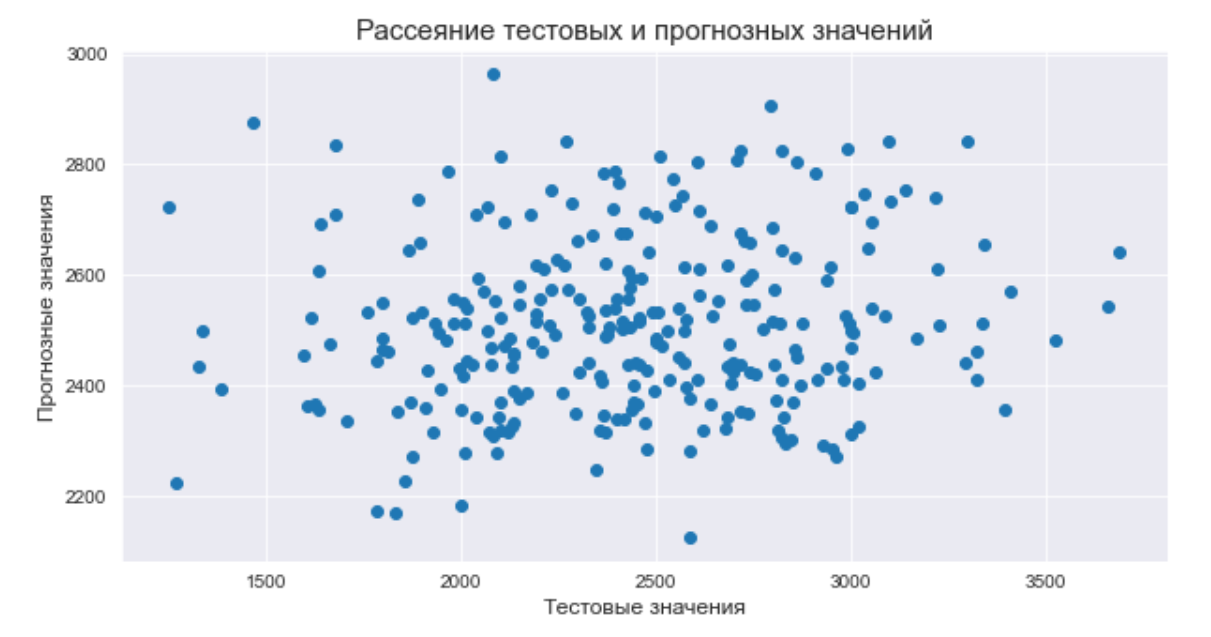 Рассеяние тестовых и прогнозных значений
3000
2800
2600
2400
2200
Прогнозные значения
1500 2000 2500 3000 3500
Тестовые значения